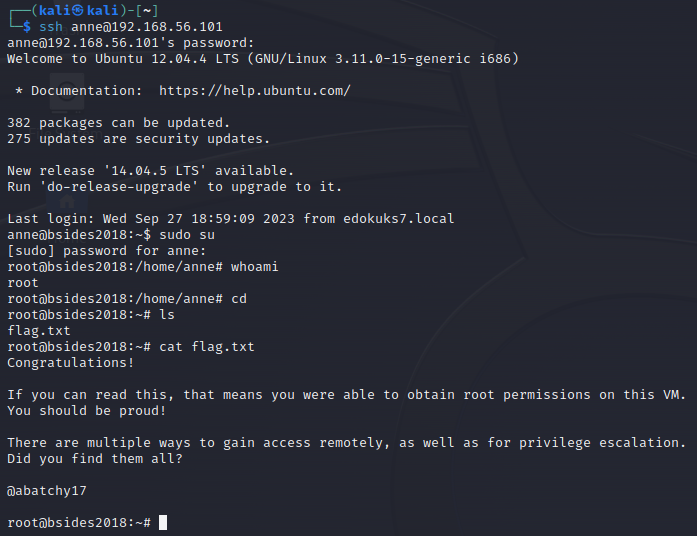 ┌──(kali㉿kali)-[~]
└─$ ssh anne@192.168.56.101
anne@192.168.56.101's password:
Welcome to Ubuntu 12.04.4 LTS (GNU/Linux 3.11.0-15-generic i686)

 * Documentation:  https://help.ubuntu.com/

382 packages can be updated.
275 updates are security updates.

New release '14.04.5 LTS' available.
Run 'do-release-upgrade' to upgrade to it.

Last login: Wed Sep 27 18:59:09 2023 from edokuks7.local
anne@bsides2018:~$ sudo su
[sudo] password for anne:
root@bsides2018:/home/anne# whoami
root
root@bsides2018:/home/anne# cd
root@bsides2018:~# ls
flag.txt
root@bsides2018:~# cat flag.txt
Congratulations!

If you can read this, that means you were able to obtain root permissions on this VM.
You should be proud!

There are multiple ways to gain access remotely, as well as for privilege escalation.
Did you find them all?

@abatchy17

root@bsides2018:~#